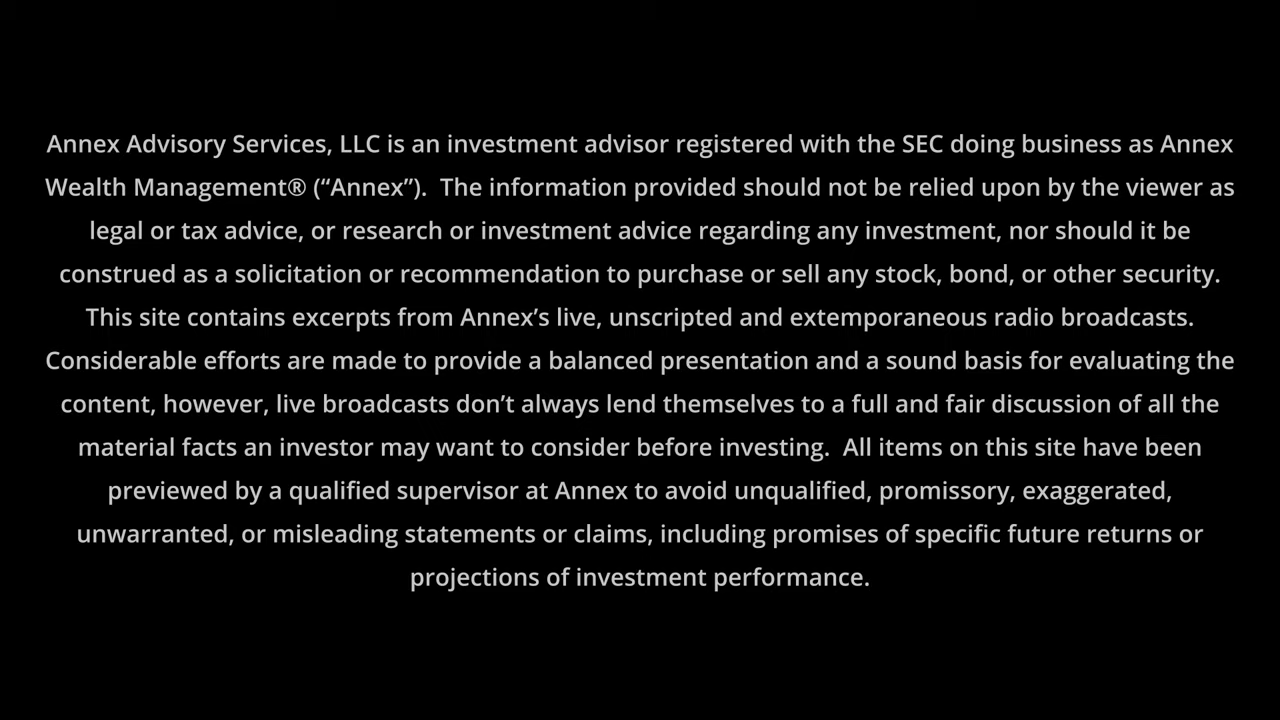 Annex Advisory Services, LLC is an investment advisor registered with the SEC doing business as Annex
Wealth Management® (“Annex”).  The information provided should not be relied upon by the viewer as
legal or tax advice, or research or investment advice regarding any investment, nor should it be
construed as a solicitation or recommendation to purchase or sell any stock, bond, or other security.
This site contains excerpts from Annex’s live, unscripted and extemporaneous radio broadcasts.
Considerable efforts are made to provide a balanced presentation and a sound basis for evaluating the
content, however, live broadcasts don’t always lend themselves to a full and fair discussion of all the
material facts an investor may want to consider before investing.  All items on this site have been
previewed by a qualified supervisor at Annex to avoid unqualified, promissory, exaggerated,
unwarranted, or misleading statements or claims, including promises of specific future returns or
projections of investment performance.